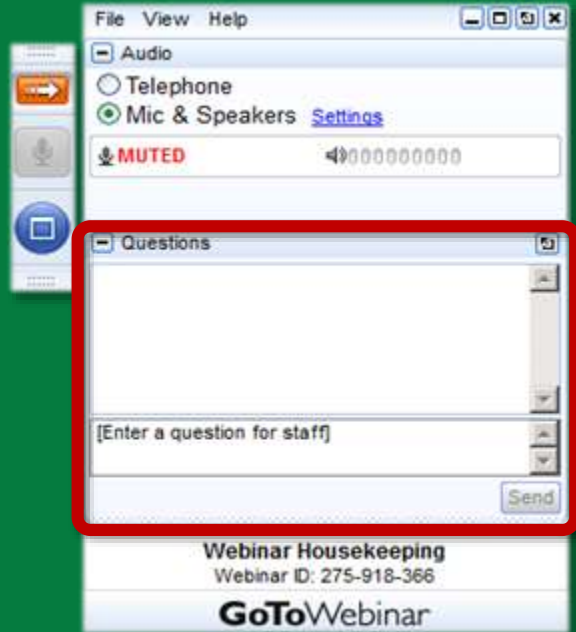 File View Help
Audio
Telephone
Mic & Speakers Settings
MUTED
Questions
[Enter a question for staff]
Send
Webinar Housekeeping
Webinar ID: 275-918-366
GoToWebinar